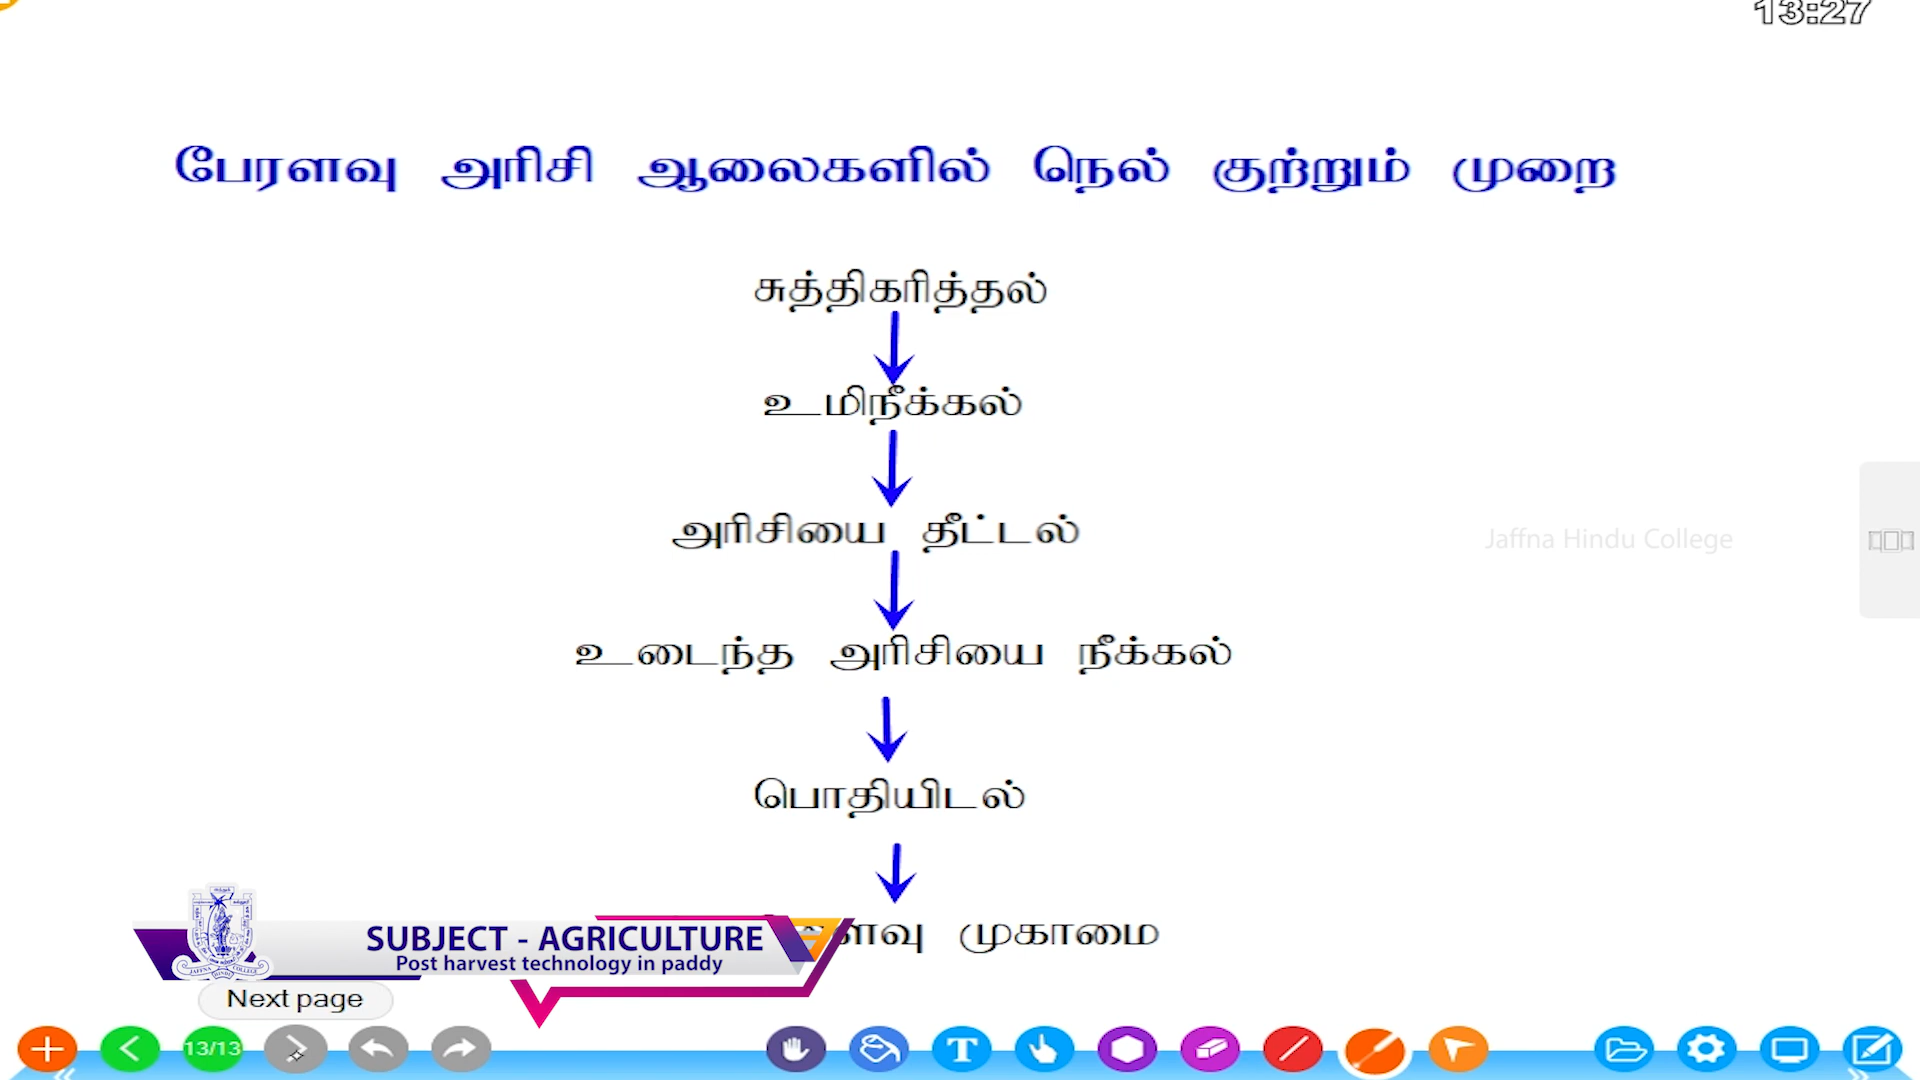 13:27
பேரளவு அரிசி ஆலைகளில் நெல் குற்றும் முறை
சுத்திகரித்தல்
உமிநீக்கல்
அரிசியை தீட்டல்
Jaffna Hindu College
உடைந்த அரிசியை நீக்கல்
பொதியிடல்
முகாமை
SUBJECT - AGRICULTURE
Post harvest technology in paddy
Next page
13/13